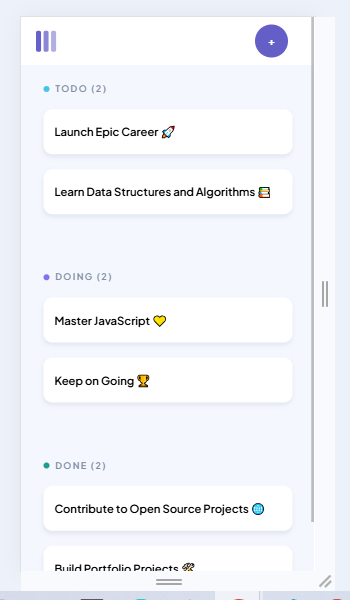 +
TODO (2)
Launch Epic Career 🚀
Learn Data Structures and Algorithms 📚
DOING (2)
Master JavaScript 💛
Keep on Going 🏆
DONE (2)
Contribute to Open Source Projects 🌐
Build Portfolio Projects 🛠